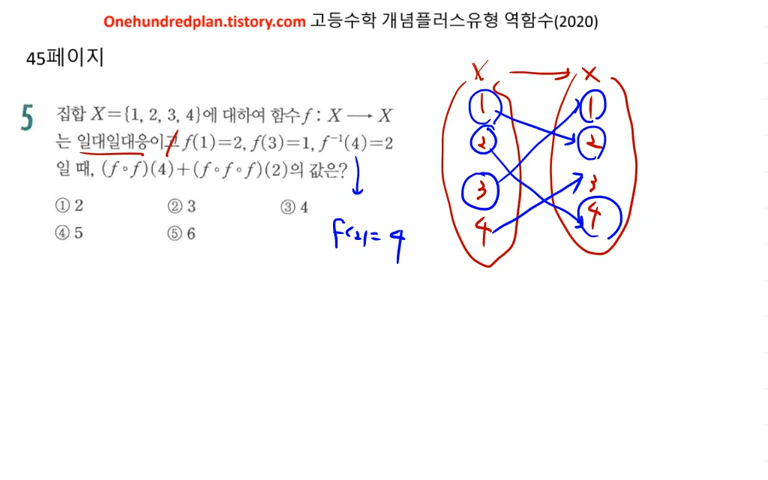 Onehundredplan.tistory.com 고등수학 개념플러스유형 역함수(2020)
45페이지
5 집합 X={1, 2, 3, 4}에 대하여 함수 f : X ⟶ X
는 일대일대응이고 f(1)=2, f(3)=1, f⁻¹(4)=2
일 때, (f∘f)(4)+(f∘f∘f)(2)의 값은?
① 2 ② 3 ③ 4
④ 5 ⑤ 6
f(2)=4
X → X
1 1
2 2
3 3
4 4